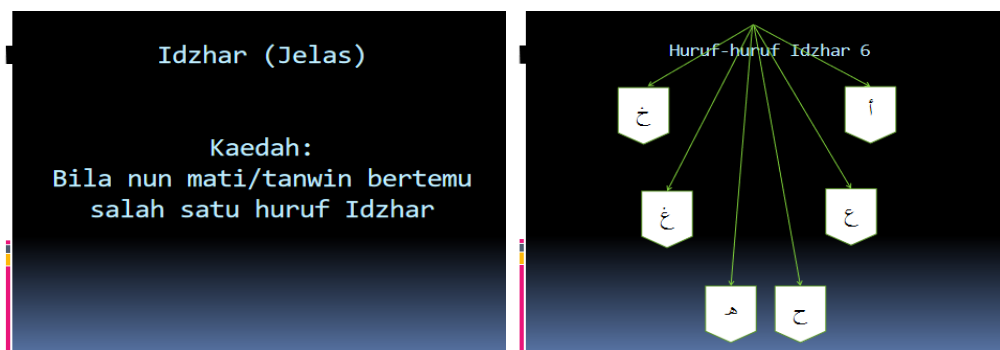 Idzhar (Jelas)
Kaedah:
Bila nun mati/tanwin bertemu
salah satu huruf Idzhar
Huruf-huruf Idzhar 6
خ
أ
غ
ع
ه
ح